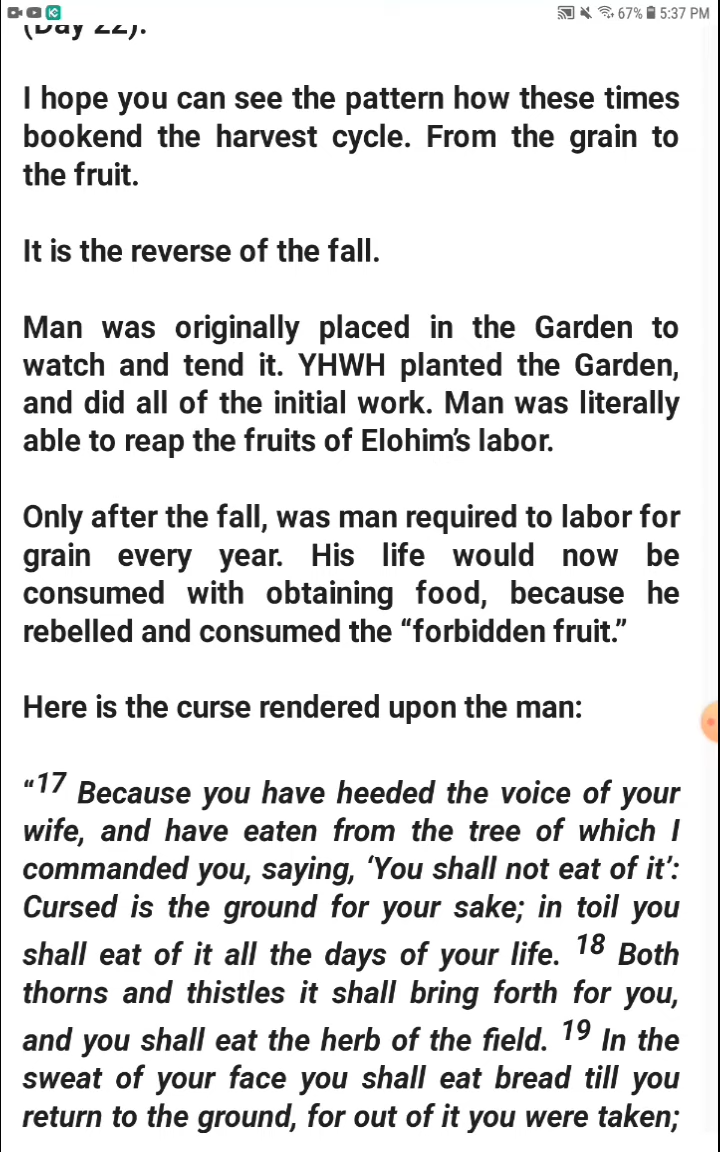 67% 5:37 PM
(Day 22).
I hope you can see the pattern how these times
bookend the harvest cycle. From the grain to
the fruit.
It is the reverse of the fall.
Man was originally placed in the Garden to
watch and tend it. YHWH planted the Garden,
and did all of the initial work. Man was literally
able to reap the fruits of Elohim's labor.
Only after the fall, was man required to labor for
grain every year. His life would now be
consumed with obtaining food, because he
rebelled and consumed the “forbidden fruit.”
Here is the curse rendered upon the man:
“17 Because you have heeded the voice of your
wife, and have eaten from the tree of which I
commanded you, saying, ‘You shall not eat of it’:
Cursed is the ground for your sake; in toil you
shall eat of it all the days of your life. 18 Both
thorns and thistles it shall bring forth for you,
and you shall eat the herb of the field. 19 In the
sweat of your face you shall eat bread till you
return to the ground, for out of it you were taken;